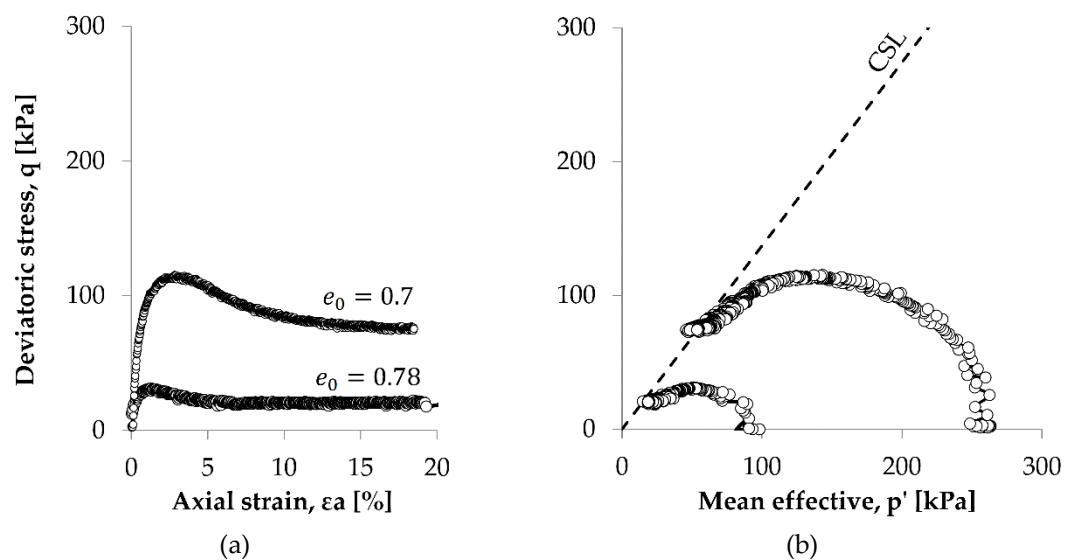 300
200
100
0
Deviatoric stress, q [kPa]
e₀ = 0.7
e₀ = 0.78
0 5 10 15 20
Axial strain, εa [%]
(a)
300
200
100
0
CSL
0 100 200 300
Mean effective, p' [kPa]
(b)